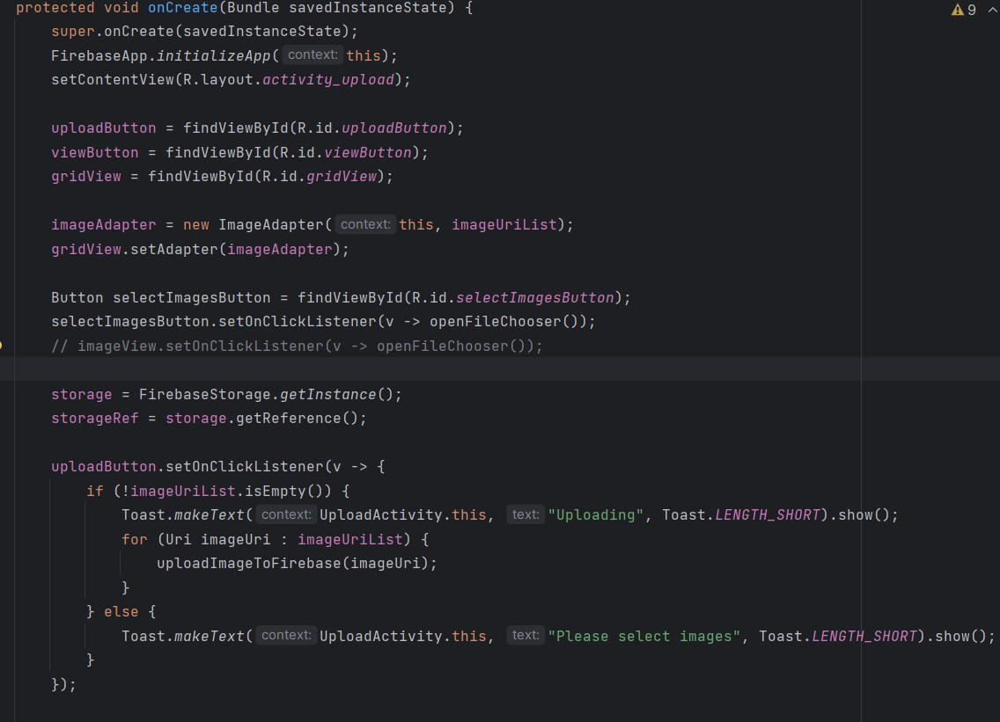 protected void onCreate(Bundle savedInstanceState) {
9
super.onCreate(savedInstanceState);
FirebaseApp.initializeApp( context: this);
setContentView(R.layout.activity_upload);
uploadButton = findViewById(R.id.uploadButton);
viewButton = findViewById(R.id.viewButton);
gridView = findViewById(R.id.gridView);
imageAdapter = new ImageAdapter( context: this, imageUriList);
gridView.setAdapter(imageAdapter);
Button selectImagesButton = findViewById(R.id.selectImagesButton);
selectImagesButton.setOnClickListener(v -> openFileChooser());
// imageView.setOnClickListener(v -> openFileChooser());
storage = FirebaseStorage.getInstance();
storageRef = storage.getReference();
uploadButton.setOnClickListener(v -> {
if (!imageUriList.isEmpty()) {
Toast.makeText( context: UploadActivity.this, text: "Uploading", Toast.LENGTH_SHORT).show();
for (Uri imageUri : imageUriList) {
uploadImageToFirebase(imageUri);
}
} else {
Toast.makeText( context: UploadActivity.this, text: "Please select images", Toast.LENGTH_SHORT).show();
}
});